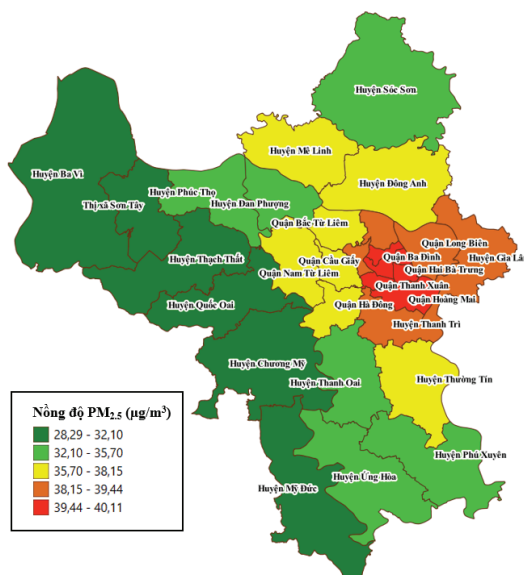 Huyện Sóc Sơn
Huyện Mê Linh
Huyện Ba Vì
Huyện Đông Anh
Huyện Phúc Thọ
Thị xã Sơn Tây
Huyện Đan Phượng
Quận Bắc Từ Liêm
Quận Long Biên
Huyện Thạch Thất
Quận Cầu Giấy
Quận Ba Đình
Huyện Gia Lâ
Quận Nam Từ Liêm
Quận Hai Bà Trưng
Quận Thanh Xuân
Huyện Quốc Oai
Quận Hà Đông
Quận Hoàng Mai
Huyện Thanh Trì
Huyện Chương Mỹ
Huyện Thanh Oai
Huyện Thường Tín
Huyện Phú Xuyên
Huyện Ứng Hòa
Huyện Mỹ Đức
Nồng độ PM2.5 (µg/m³)
28,29 - 32,10
32,10 - 35,70
35,70 - 38,15
38,15 - 39,44
39,44 - 40,11